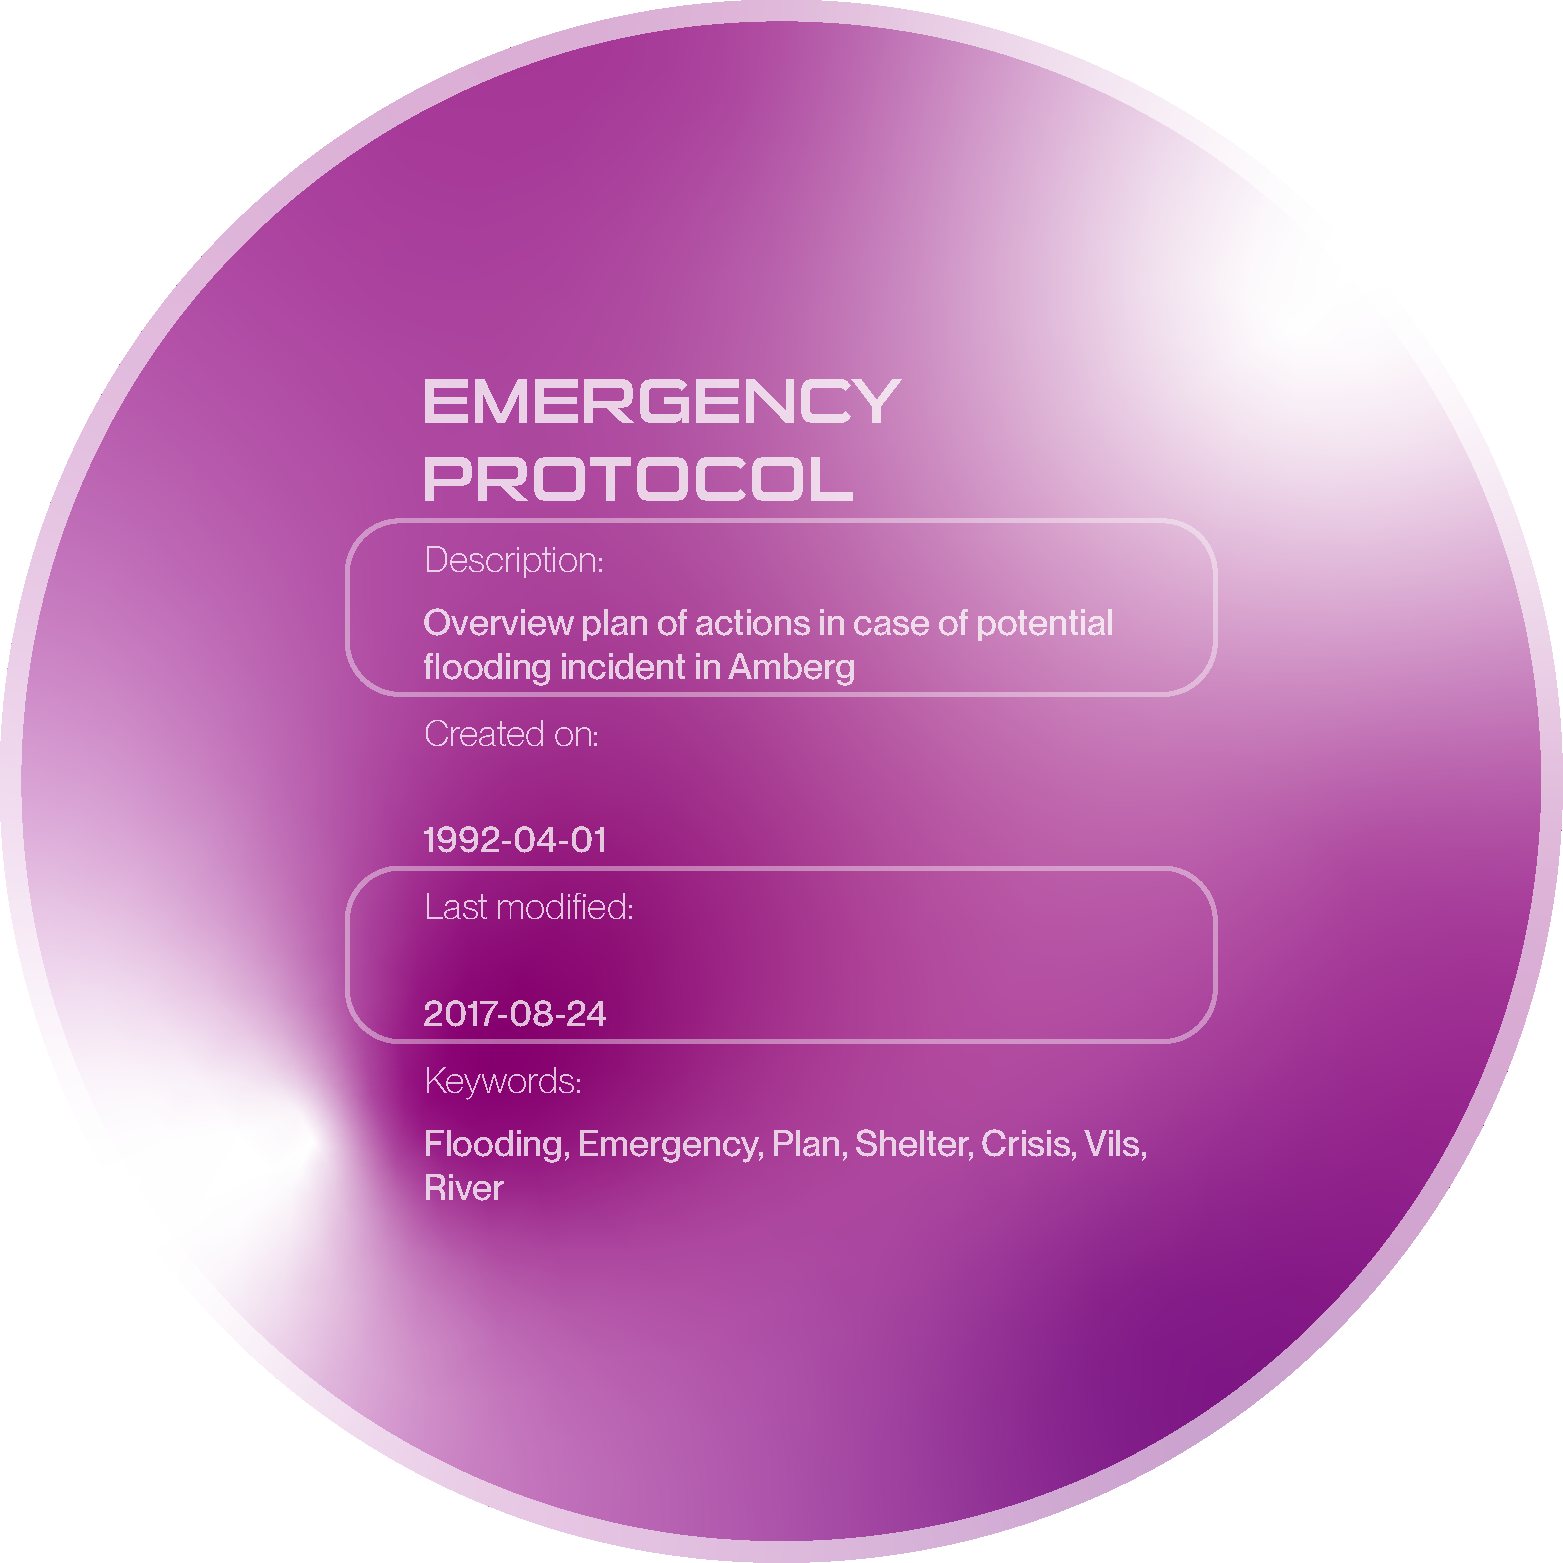 EMERGENCY
PROTOCOL
Description:
Overview plan of actions in case of potential
flooding incident in Amberg
Created on:
1992-04-01
Last modified:
2017-08-24
Keywords:
Flooding, Emergency, Plan, Shelter, Crisis, Vils,
River